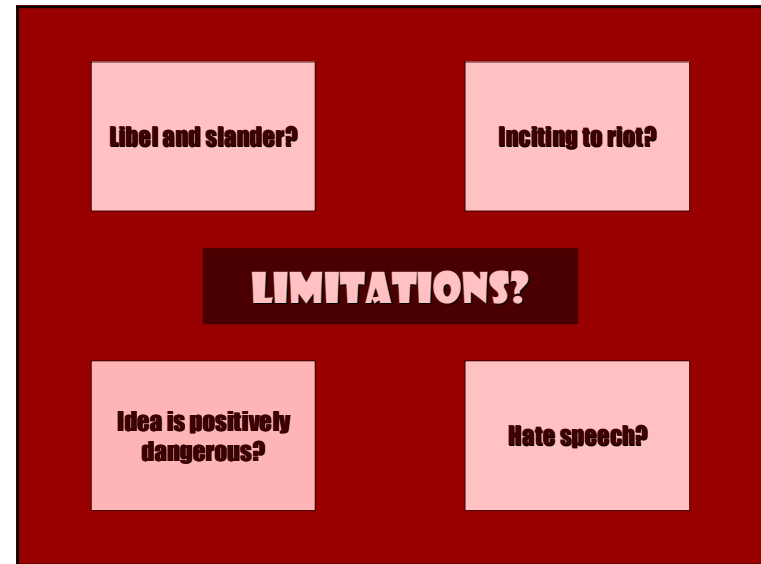 Libel and slander?
Inciting to riot?
LIMITATIONS?
Idea is positively
dangerous?
Hate speech?